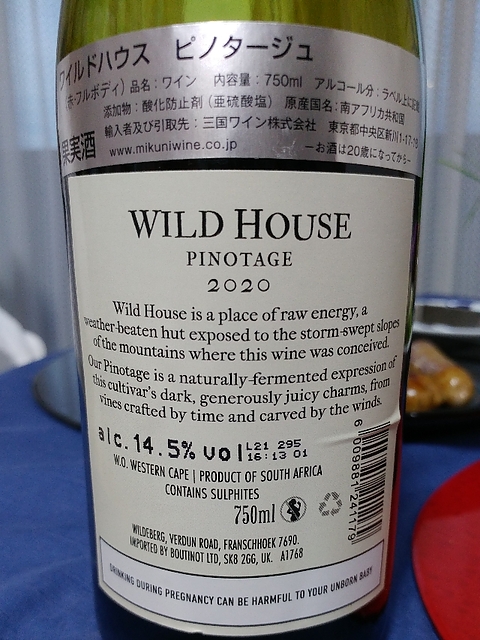 ワイルドハウス ピノタージュ
(赤・フルボディ) 品名：ワイン 内容量：750ml アルコール分：ラベル上に記載
添加物：酸化防止剤(亜硫酸塩) 原産国名：南アフリカ共和国
輸入者及び引取先：三国ワイン株式会社 東京都中央区新川1-17-18
果実酒 www.mikuniwine.co.jp －お酒は20歳になってから－
WILD HOUSE
PINOTAGE
2020
Wild House is a place of raw energy, a
weather-beaten hut exposed to the storm-swept slopes
of the mountains where this wine was conceived.
Our Pinotage is a naturally-fermented expression of
this cultivar's dark, generously juicy charms, from
vines crafted by time and carved by the winds.
alc.14.5% vol L21 295
16:13 01
W.O. WESTERN CAPE | PRODUCT OF SOUTH AFRICA
CONTAINS SULPHITES
750ml
WILDEBERG, VERDUN ROAD, FRANSCHHOEK 7690.
IMPORTED BY BOUTINOT LTD, SK8 2GG, UK. A1768
6 009881 241179
DRINKING DURING PREGNANCY CAN BE HARMFUL TO YOUR UNBORN BABY